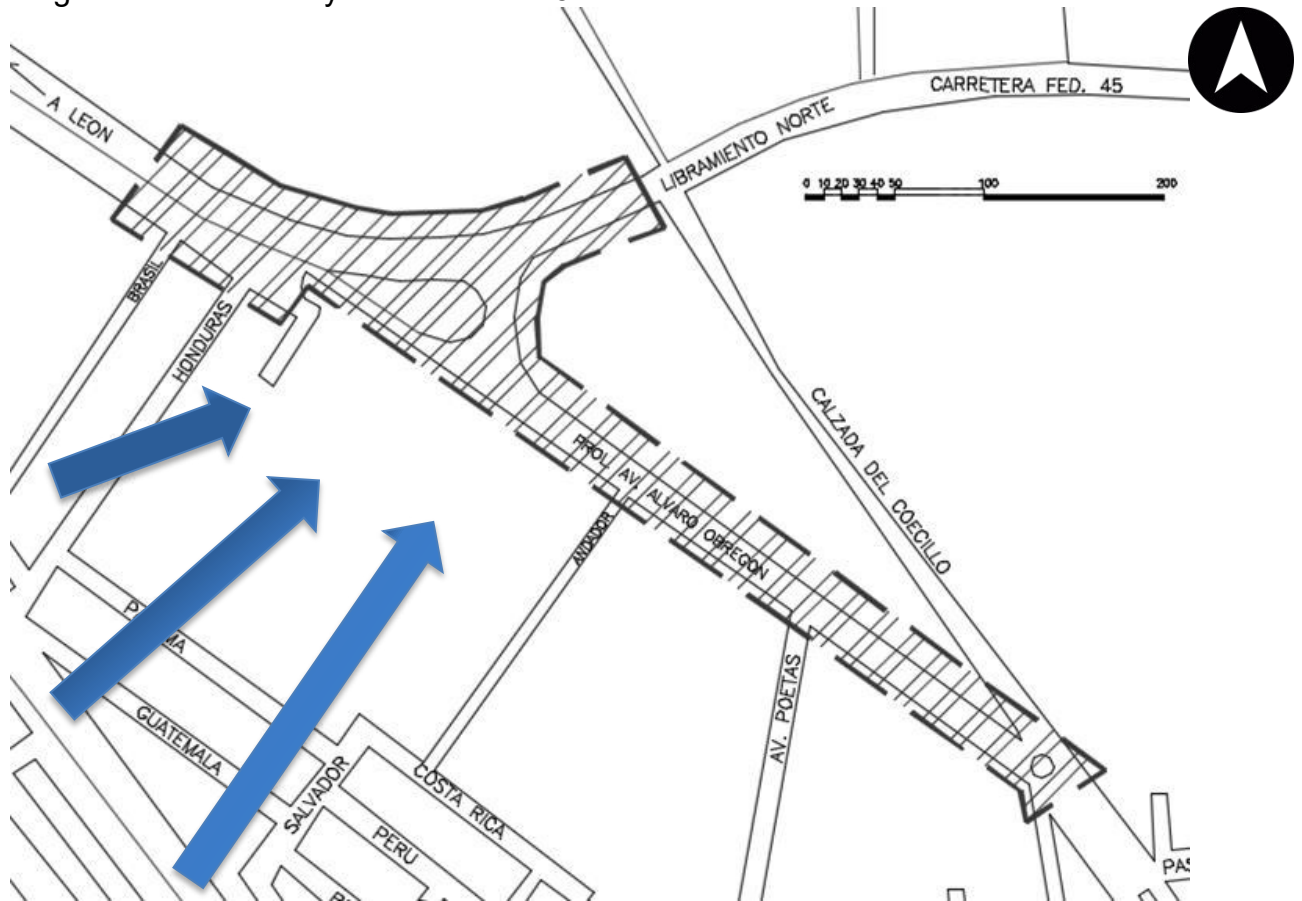 CARRETERA FED. 45
A LEON
LIBRAMIENTO NORTE
0 10 20 30 40 50 100 200
BRASIL
HONDURAS
CALZADA DEL COECILLO
PROL. AV. ALVARO OBREGON
ANDADOR
AV. POETAS
GUATEMALA
SALVADOR
COSTA RICA
PERU
PAS